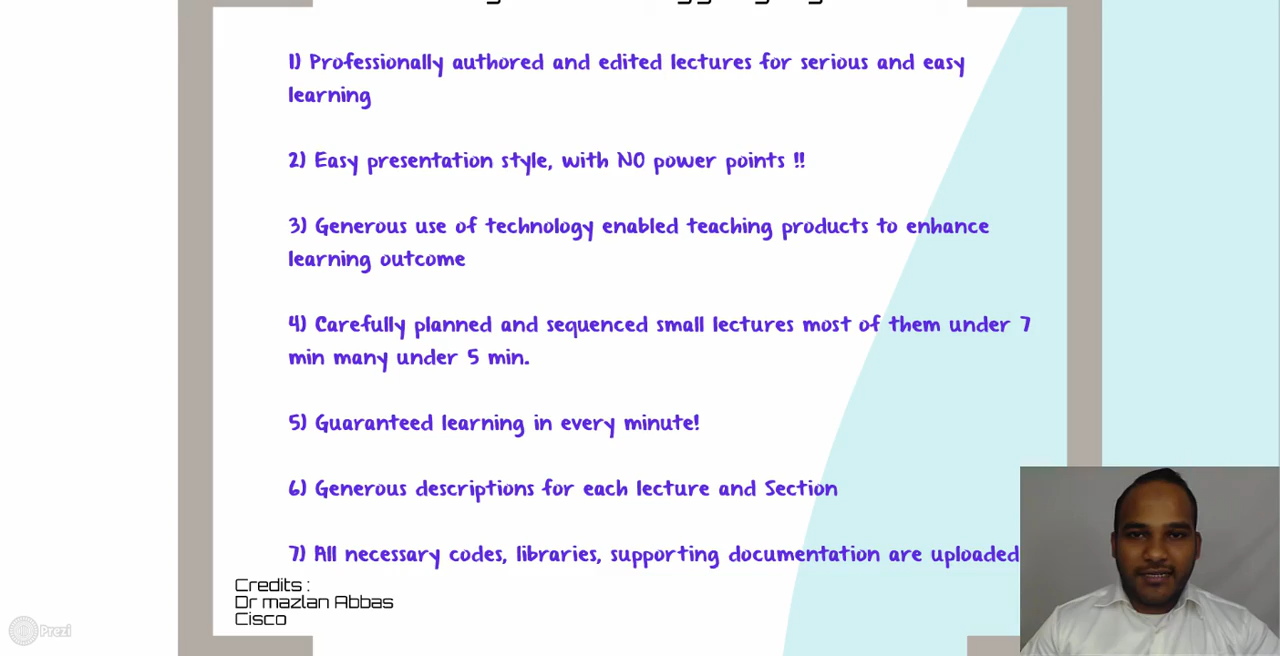 1) Professionally authored and edited lectures for serious and easy
learning
2) Easy presentation style, with NO power points !!
3) Generous use of technology enabled teaching products to enhance
learning outcome
4) Carefully planned and sequenced small lectures most of them under 7
min many under 5 min.
5) Guaranteed learning in every minute!
6) Generous descriptions for each lecture and Section
7) All necessary codes, libraries, supporting documentation are uploaded
Credits :
Dr mazlan Abbas
Cisco
Prezi